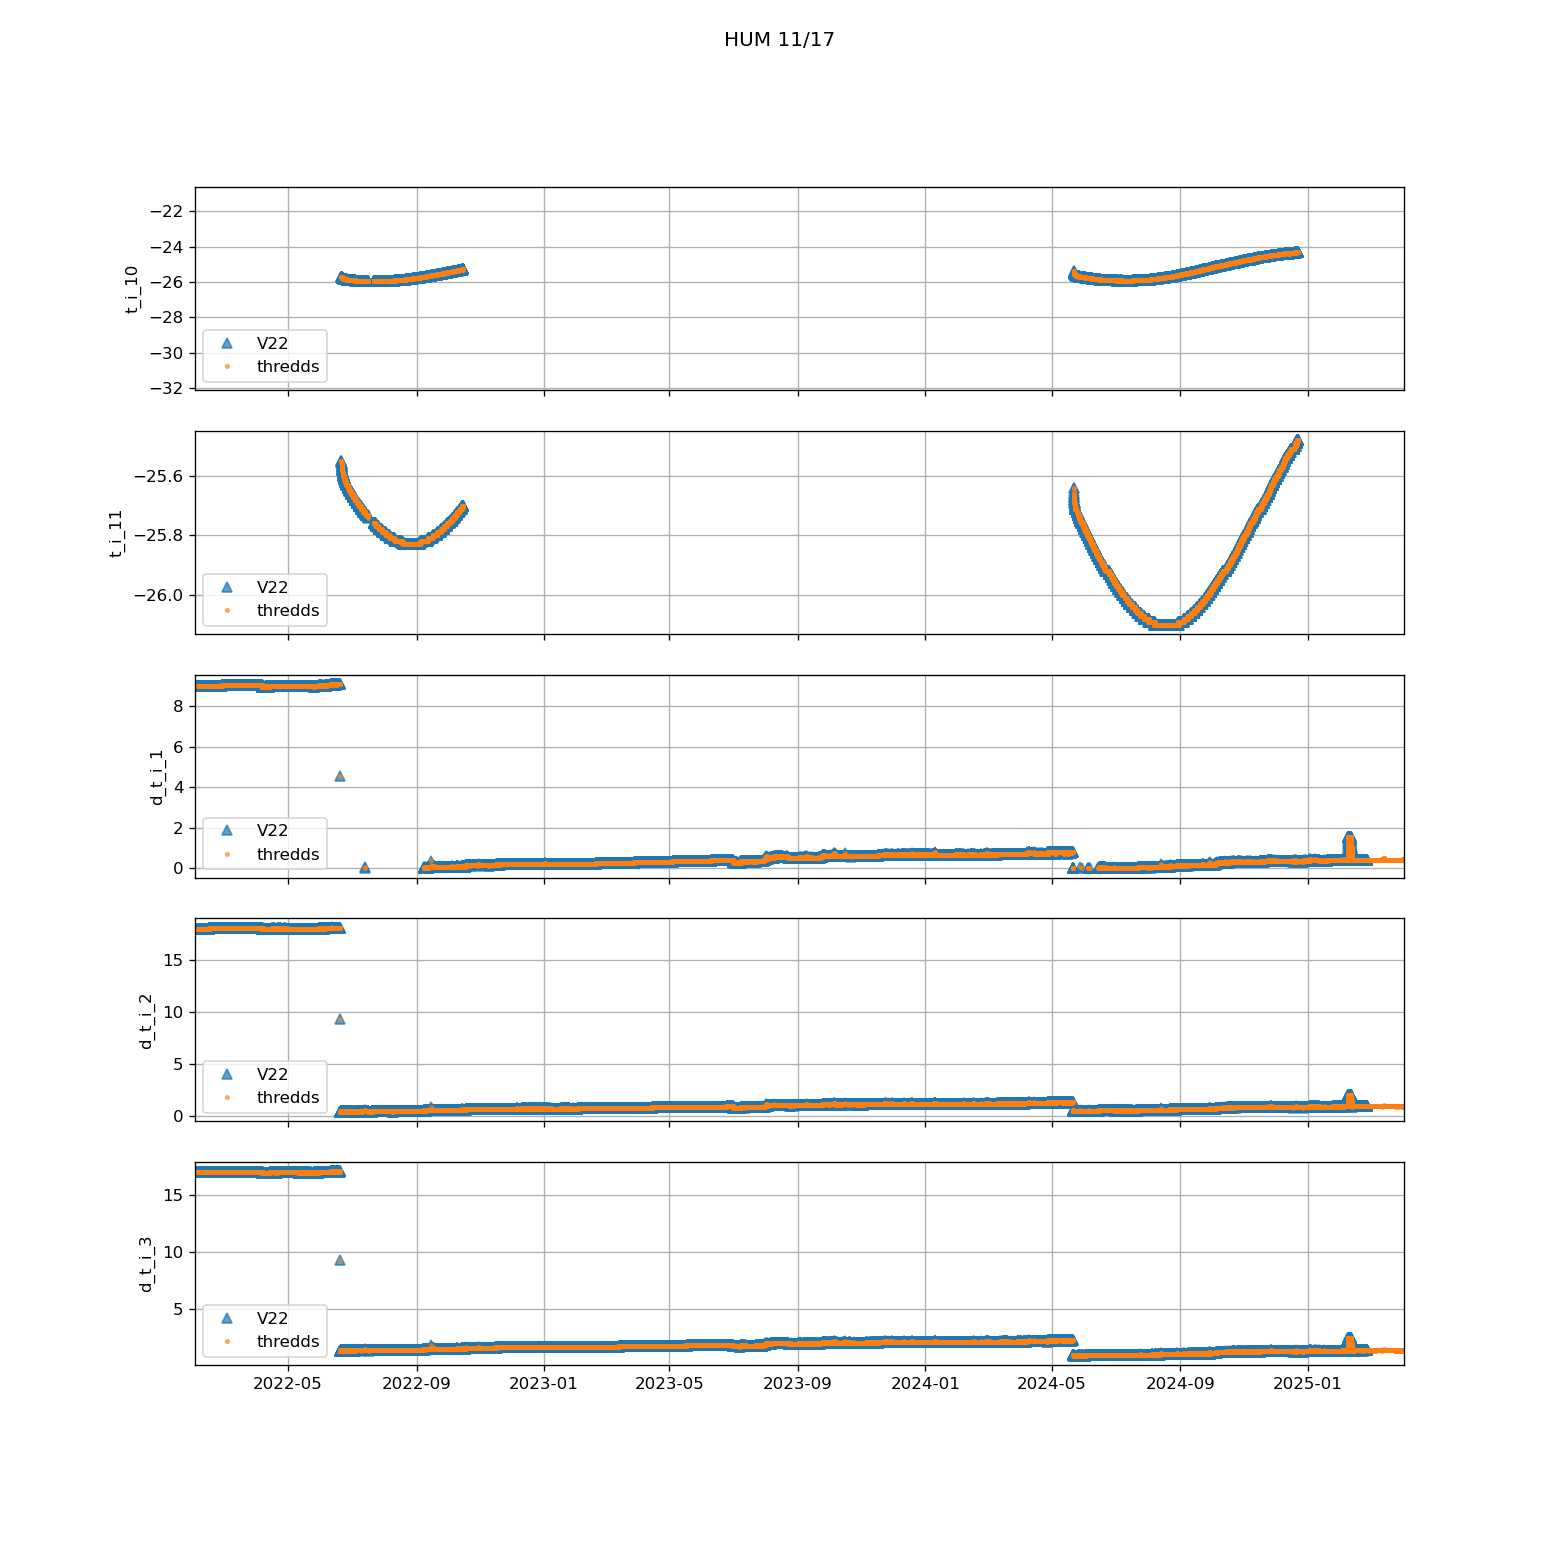 HUM 11/17
t_i_10
−22
−24
−26
−28
−30
−32
V22
thredds
t_i_11
−25.6
−25.8
−26.0
V22
thredds
d_t_i_1
8
6
4
2
0
V22
thredds
d_t_i_2
15
10
5
0
V22
thredds
d_t_i_3
15
10
5
V22
thredds
2022-05 2022-09 2023-01 2023-05 2023-09 2024-01 2024-05 2024-09 2025-01